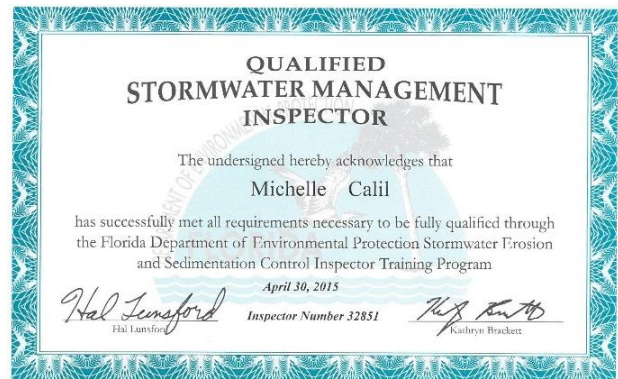 QUALIFIED
STORMWATER MANAGEMENT
INSPECTOR
The undersigned hereby acknowledges that
Michelle Calil
has successfully met all requirements necessary to be fully qualified through
the Florida Department of Environmental Protection Stormwater Erosion
and Sedimentation Control Inspector Training Program
April 30, 2015
Hal Lunsford
Hal Lunsford
Inspector Number 32851
Kathryn Brackett
FLORIDA